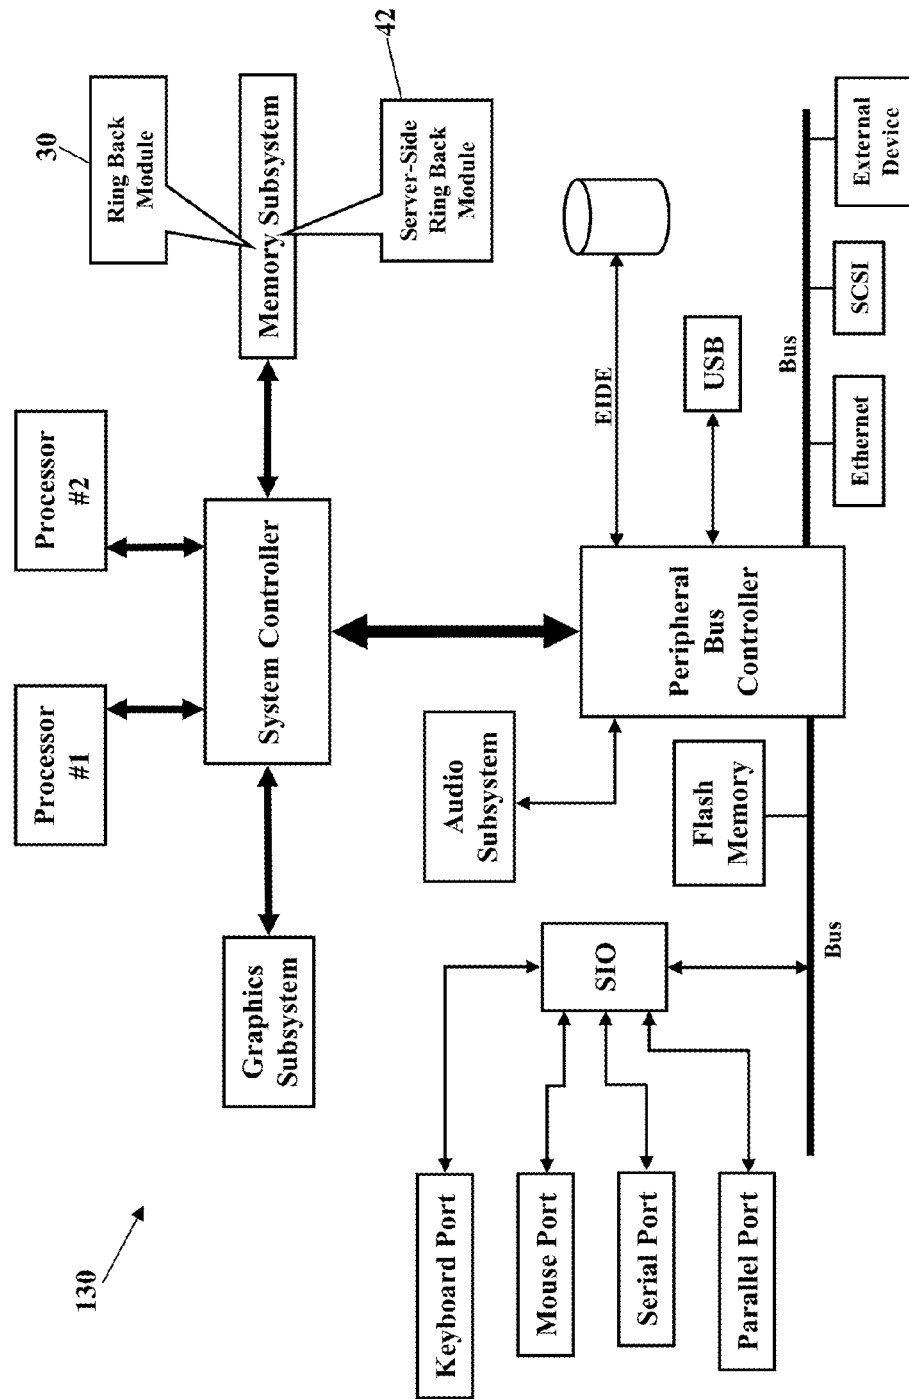 130
Processor
#1
Processor
#2
30
Ring Back
Module
Graphics
Subsystem
System Controller
Memory Subsystem
42
Server-Side
Ring Back
Module
Keyboard Port
Audio
Subsystem
Mouse Port
SIO
Peripheral
Bus
Controller
EIDE
Serial Port
USB
Flash
Memory
Parallel Port
Bus
Bus
Ethernet
SCSI
External
Device